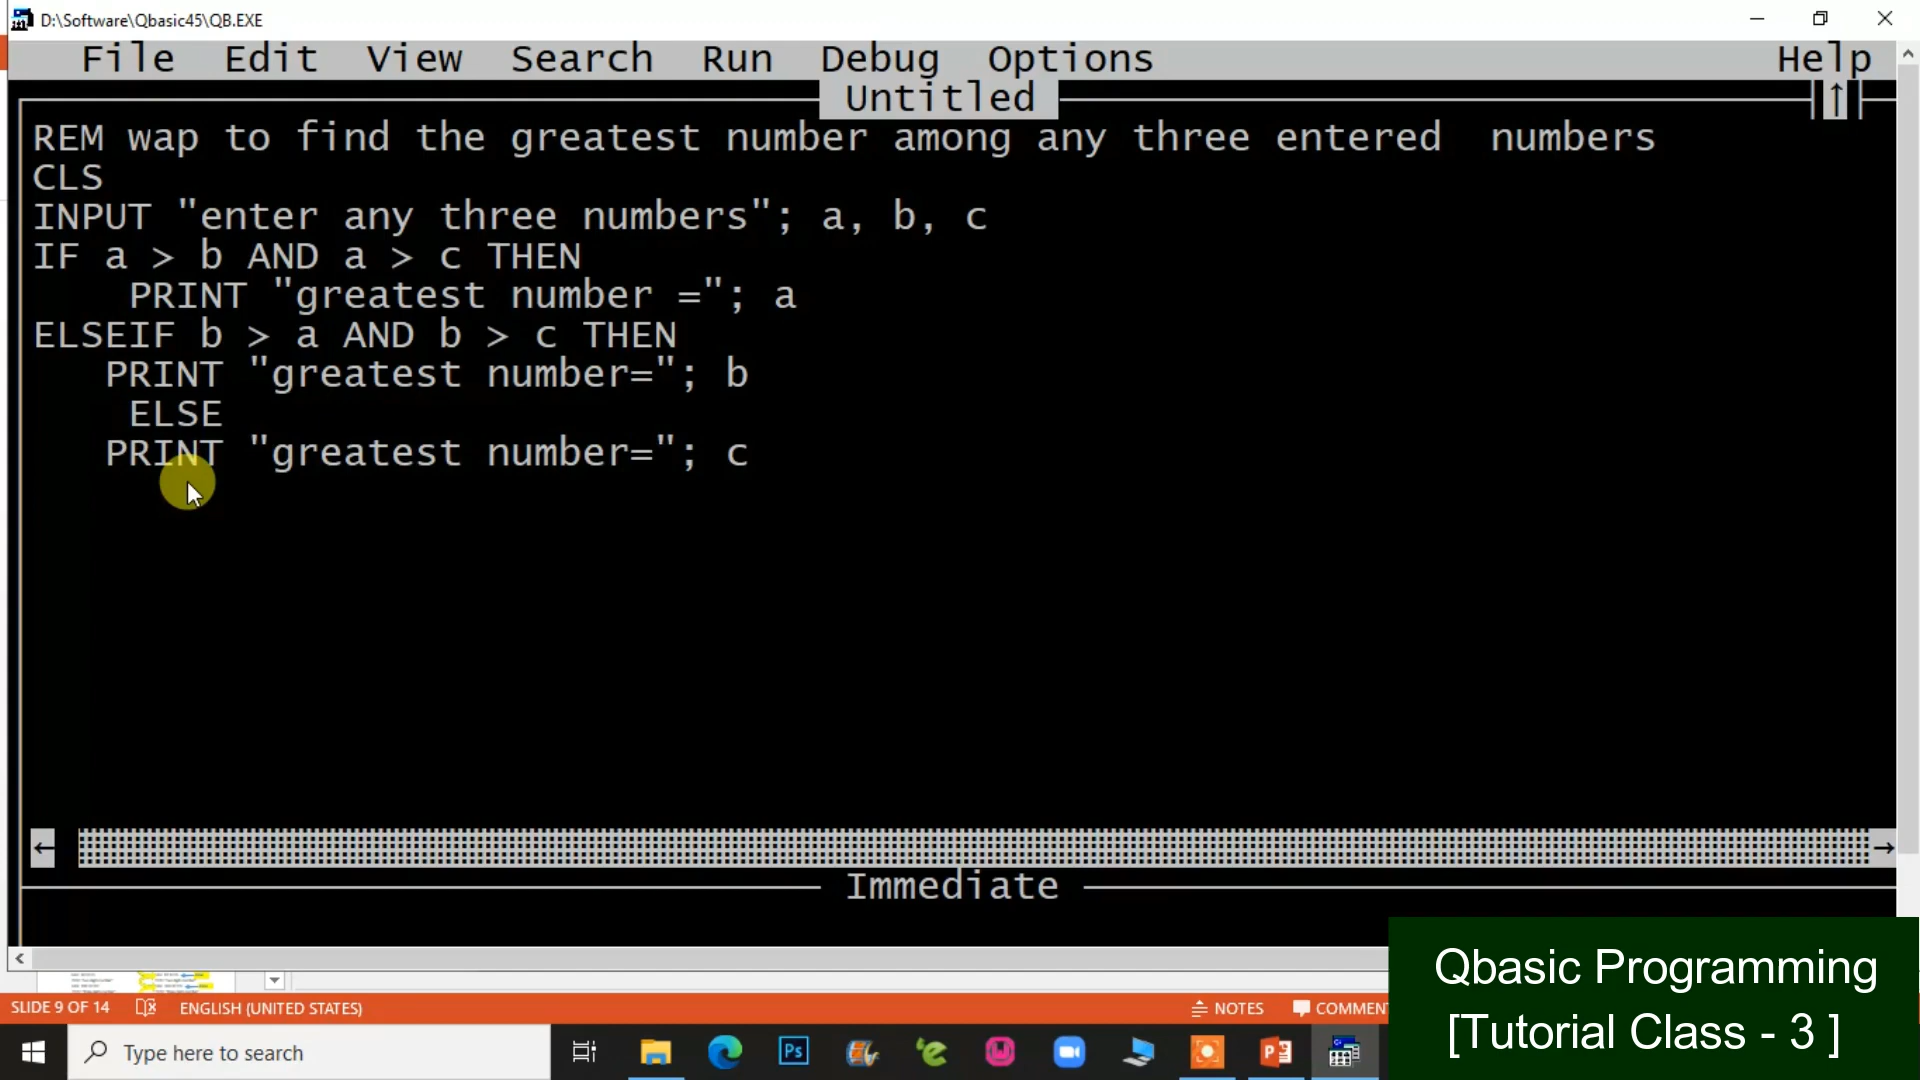 D:\Software\Qbasic45\QB.EXE
File Edit View Search Run Debug Options Help
Untitled
REM wap to find the greatest number among any three entered  numbers
CLS
INPUT "enter any three numbers"; a, b, c
IF a > b AND a > c THEN
    PRINT "greatest number ="; a
ELSEIF b > a AND b > c THEN
   PRINT "greatest number="; b
    ELSE
   PRINT "greatest number="; c
Immediate
Qbasic Programming
[Tutorial Class - 3 ]
SLIDE 9 OF 14 ENGLISH (UNITED STATES) NOTES COMMEN
Type here to search
Ps